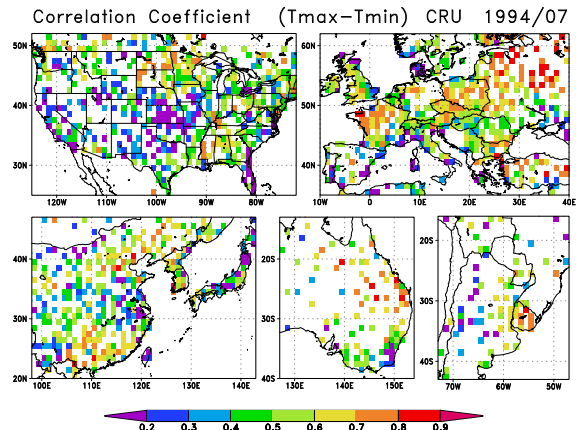 Correlation Coefficient (Tmax−Tmin) CRU 1994/07
50N
40N
30N
120W 110W 100W 90W 80W
60N
50N
40N
10W 0 10E 20E 30E 40E
40N
30N
20N
100E 110E 120E 130E 140E
20S
30S
40S
130E 140E 150E
20S
30S
40S
70W 60W 50W
0.2 0.3 0.4 0.5 0.6 0.7 0.8 0.9